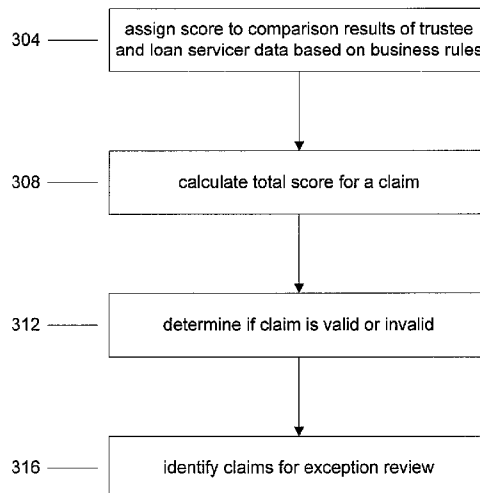 304
assign score to comparison results of trustee
and loan servicer data based on business rules
308
calculate total score for a claim
312
determine if claim is valid or invalid
316
identify claims for exception review